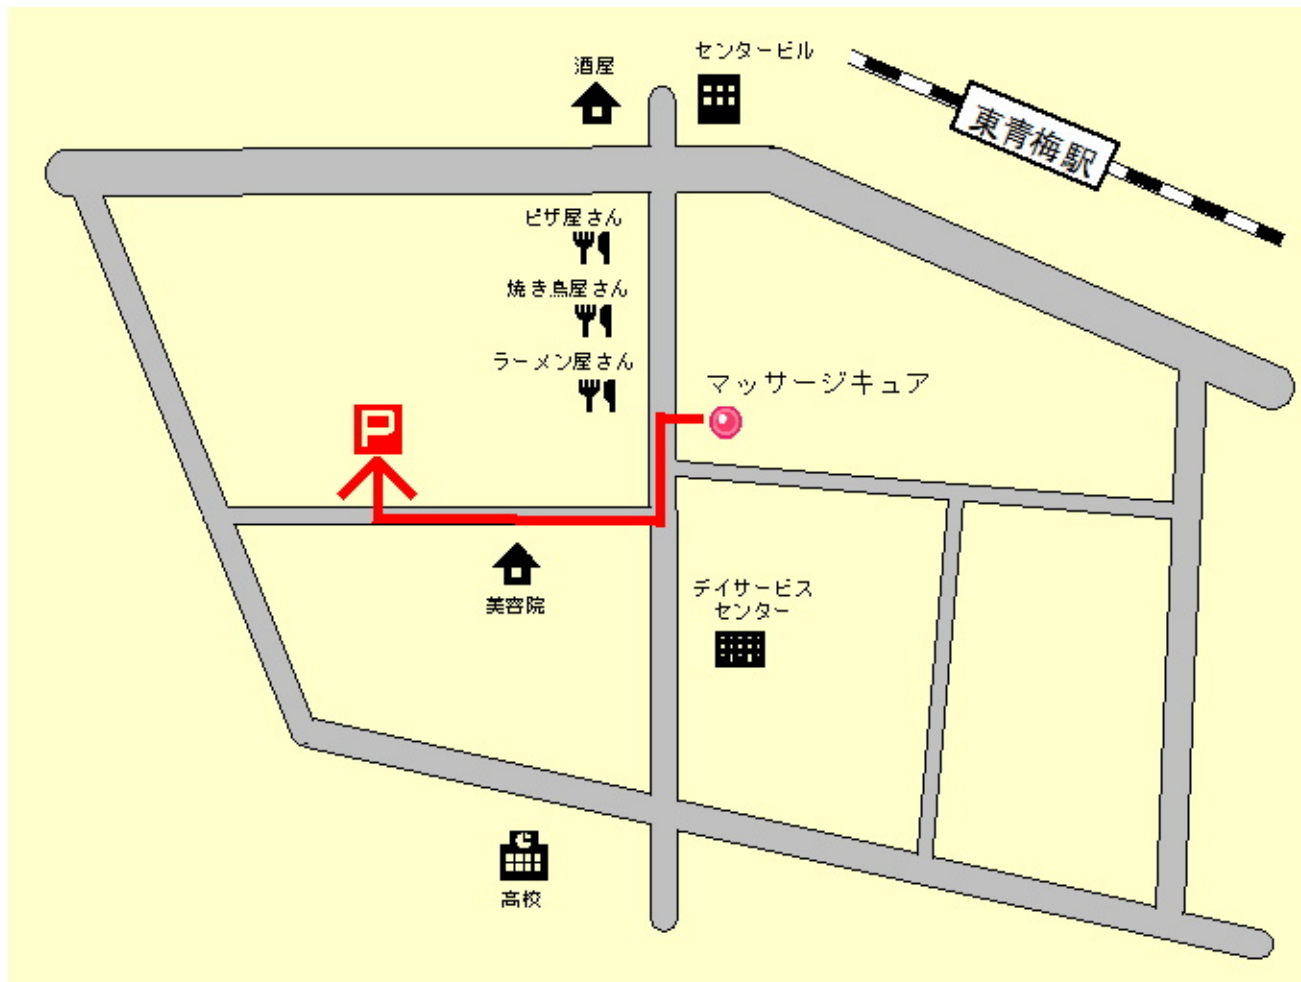 センタービル
酒屋
東青梅駅
ピザ屋さん
焼き鳥屋さん
ラーメン屋さん
マッサージキュア
P
美容院
デイサービス
センター
高校